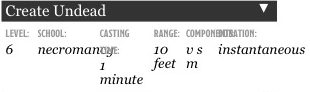 Create Undead ▼
LEVEL: SCHOOL: CASTING TIME: RANGE: COMPONENTS: DURATION:
6 necromancy 1 minute 10 feet v s m instantaneous